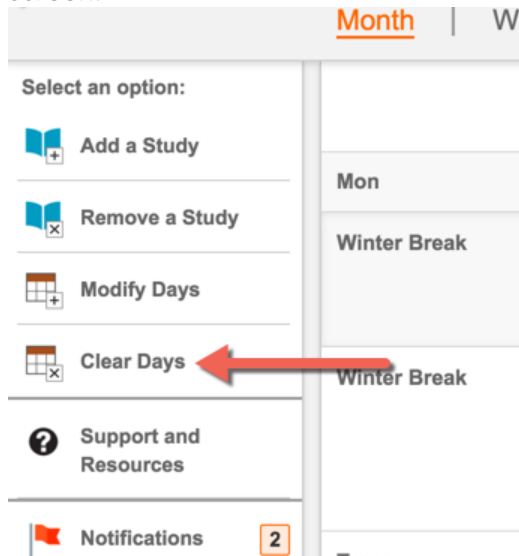 Month | W
Select an option:
Add a Study
Mon
Remove a Study
Winter Break
Modify Days
Clear Days
Winter Break
Support and
Resources
Notifications 2